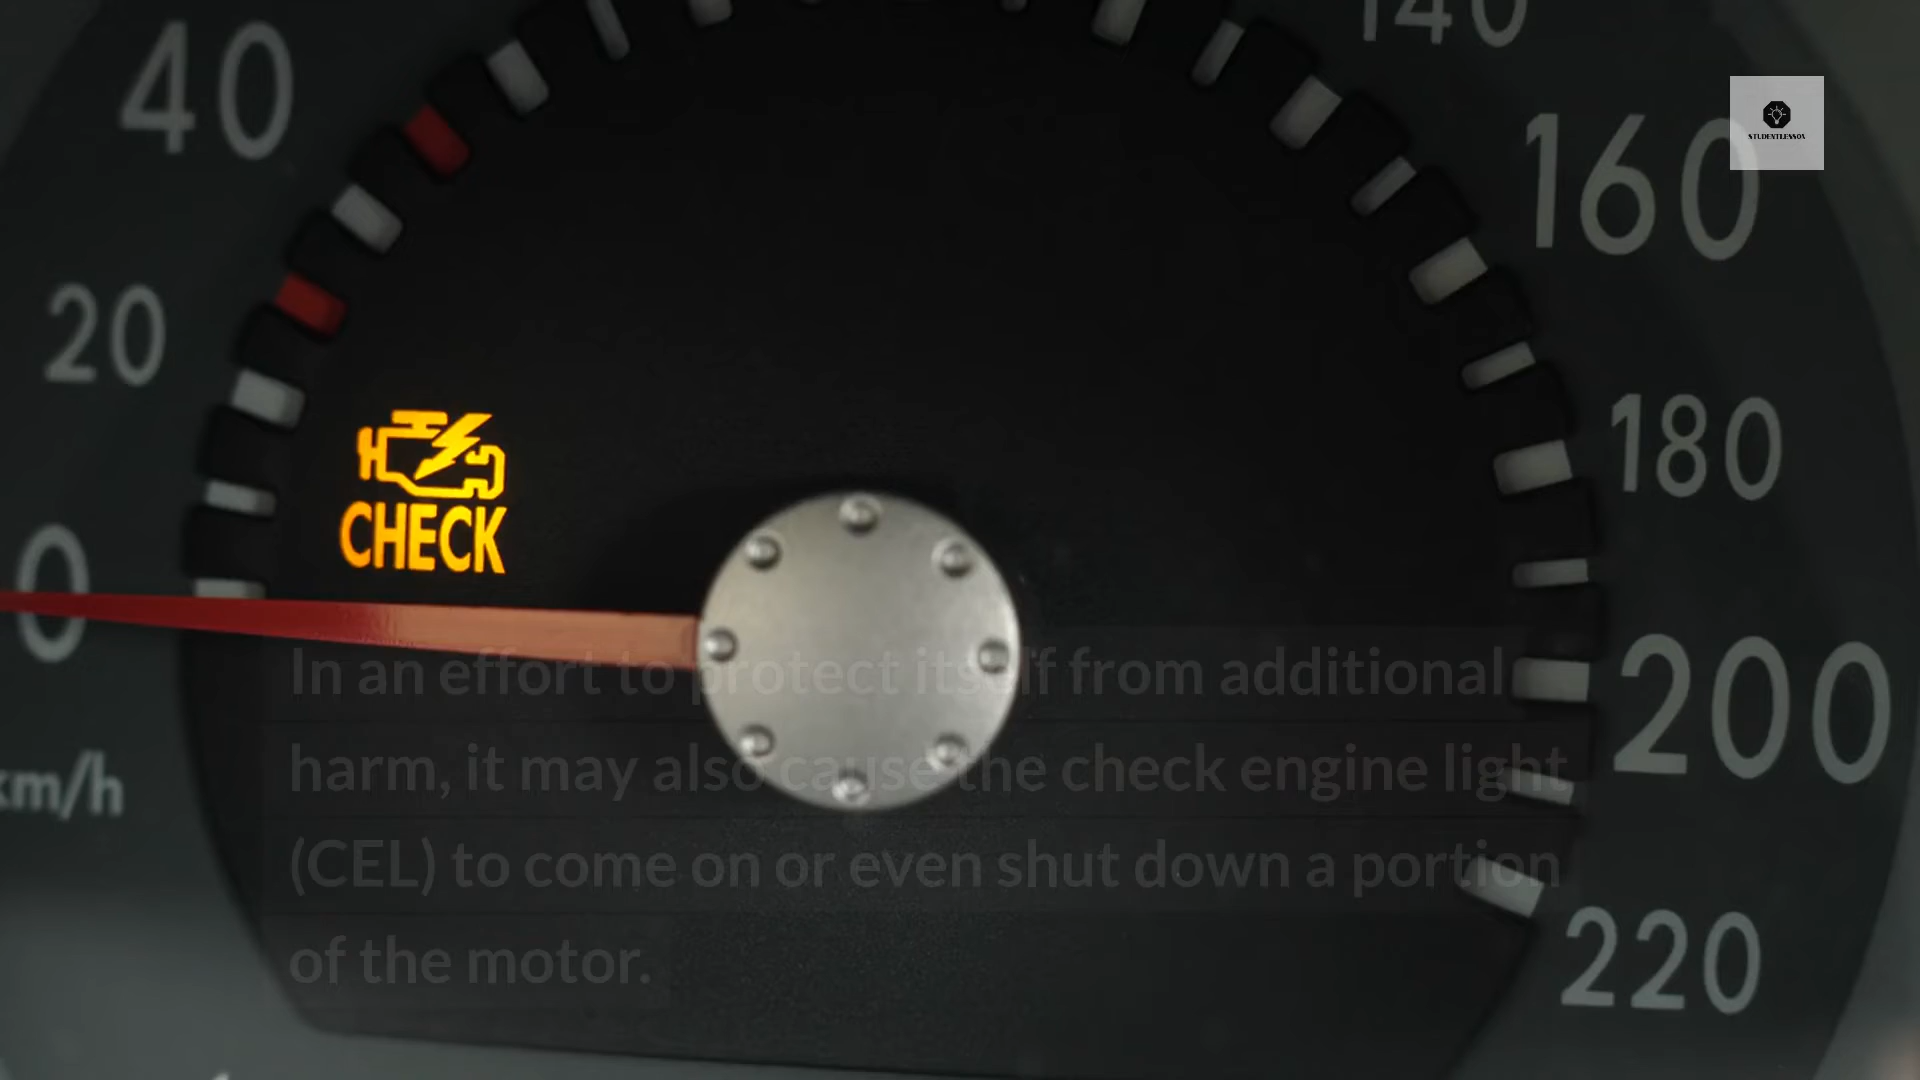 40
140
160
STUDENTLESSON
20
180
CHECK
0
200
km/h
220
In an effort to protect itself from additional
harm, it may also cause the check engine light
(CEL) to come on or even shut down a portion
of the motor.